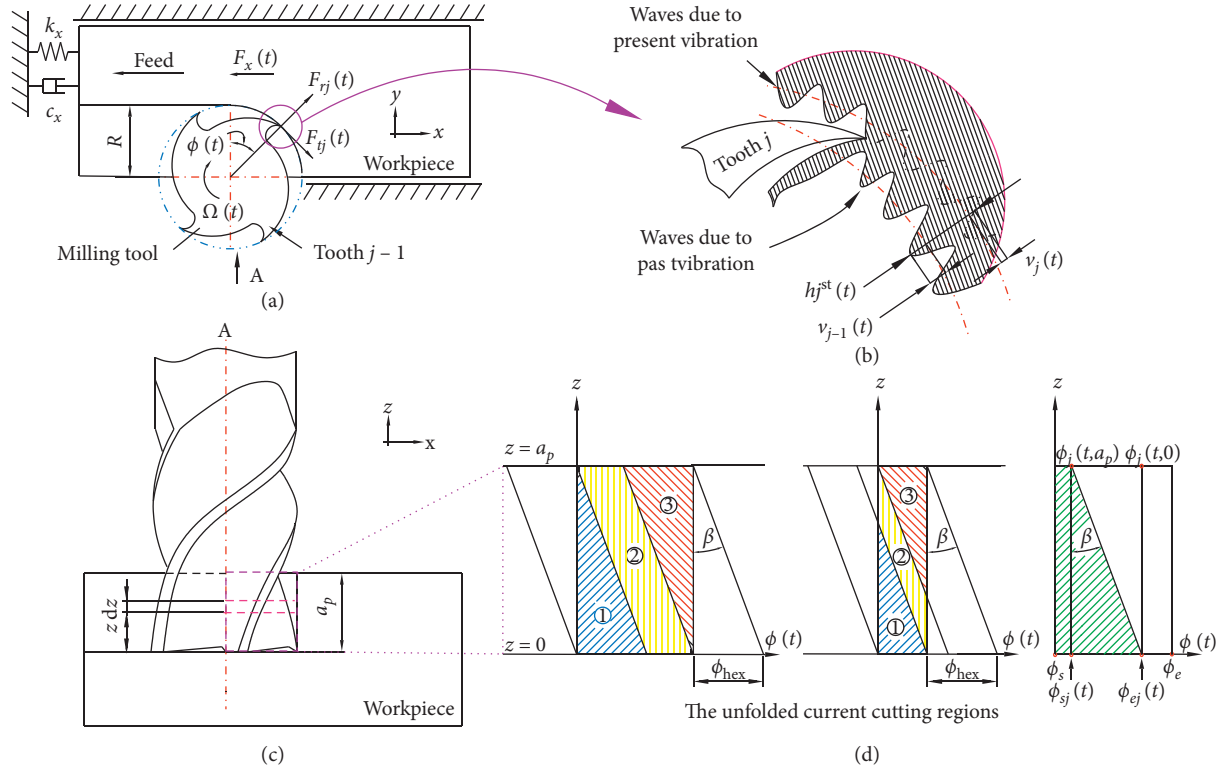 k_x
c_x
Feed
F_x (t)
F_rj (t)
F_tj (t)
R
ϕ (t)
Ω (t)
y
x
Workpiece
Milling tool
Tooth j – 1
A
(a)
Waves due to
present vibration
Tooth j
Waves due to
pas tvibration
hj^st (t)
v_j–1 (t)
v_j (t)
(b)
A
z
x
z dz
a_p
Workpiece
(c)
z
z = a_p
z = 0
①
②
③
β
ϕ (t)
ϕ_hex
z
①
②
③
β
ϕ (t)
ϕ_hex
z
ϕ_j (t,a_p)
ϕ_j (t,0)
β
ϕ (t)
ϕ_s
ϕ_sj (t)
ϕ_ej (t)
ϕ_e
The unfolded current cutting regions
(d)